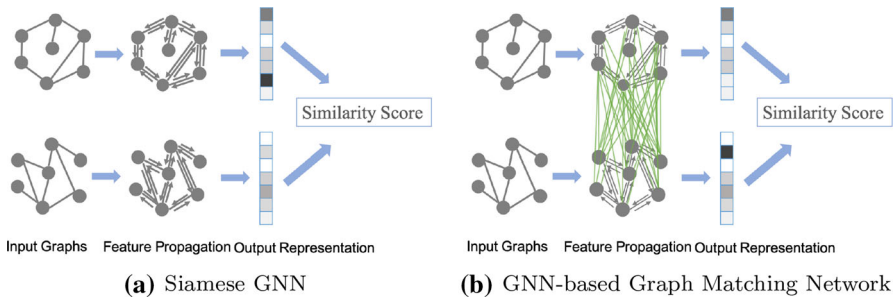 Similarity Score
Input Graphs Feature Propagation Output Representation
(a) Siamese GNN
Similarity Score
Input Graphs Feature Propagation Output Representation
(b) GNN-based Graph Matching Network